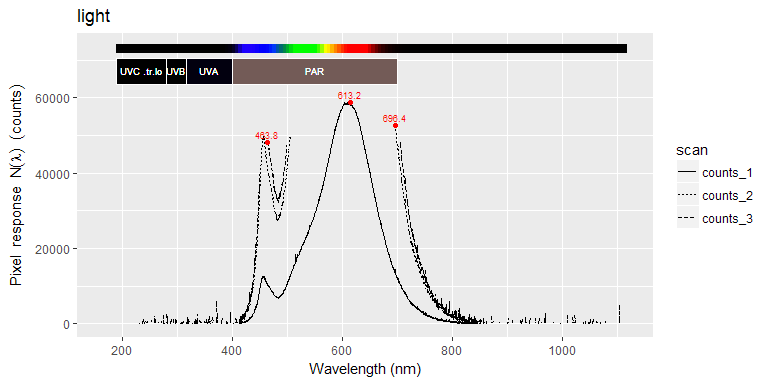 light
UVC .tr.lo UVB UVA PAR
613.2
696.4
463.8
60000
40000
20000
0
Pixel response N(λ) (counts)
200 400 600 800 1000
Wavelength (nm)
scan
counts_1
counts_2
counts_3